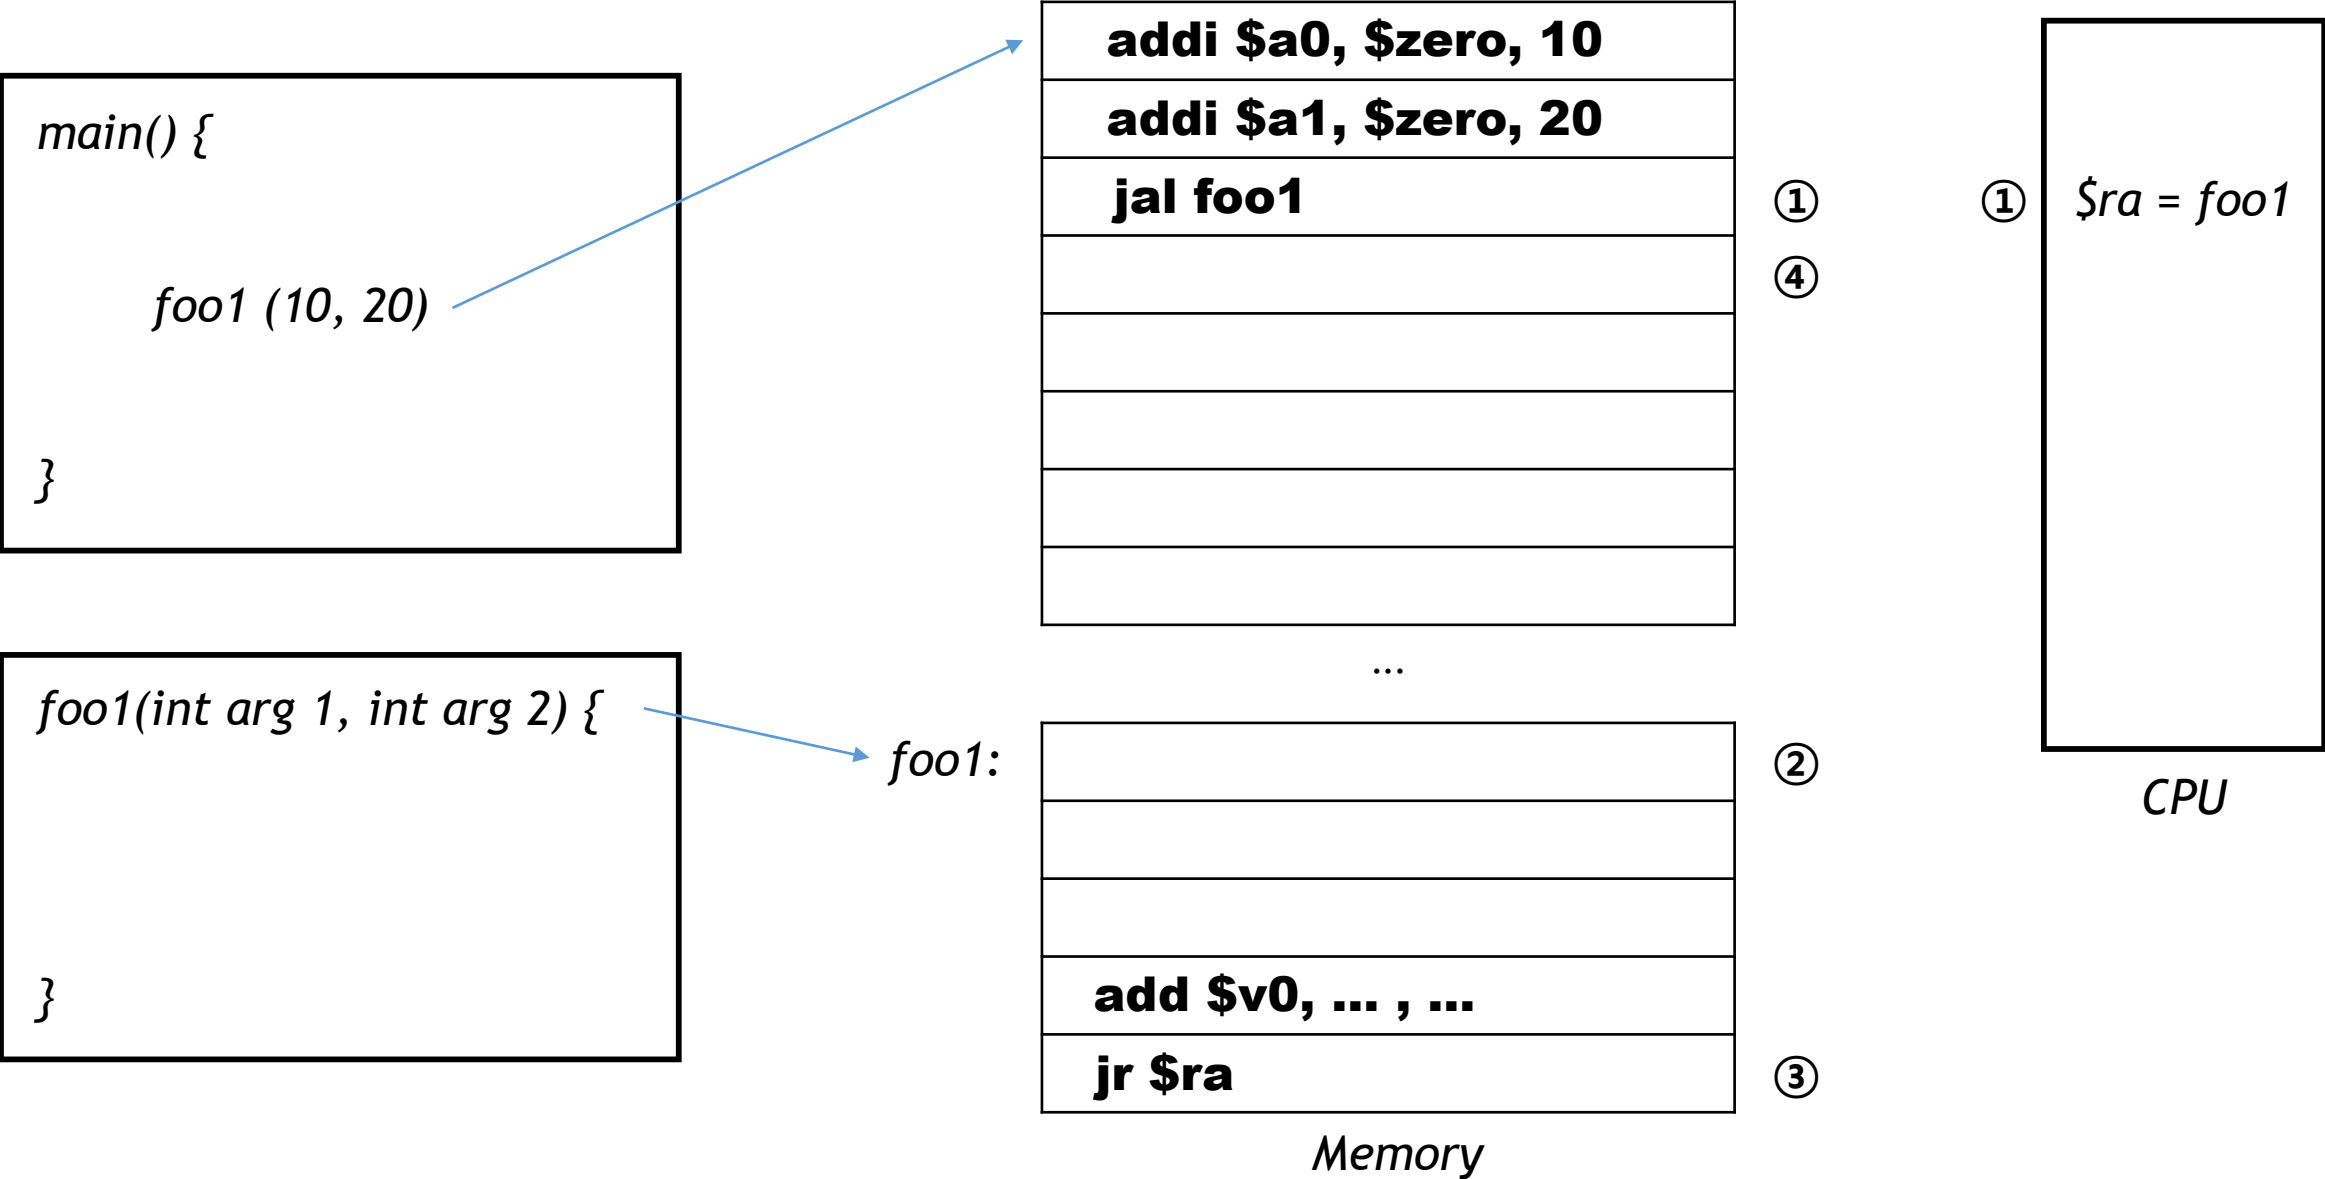 main() {
foo1 (10, 20)
}
foo1(int arg 1, int arg 2) {
}
addi $a0, $zero, 10
addi $a1, $zero, 20
jal foo1
①
④
...
foo1:
②
add $v0, ... , ...
jr $ra
③
Memory
①
$ra = foo1
CPU